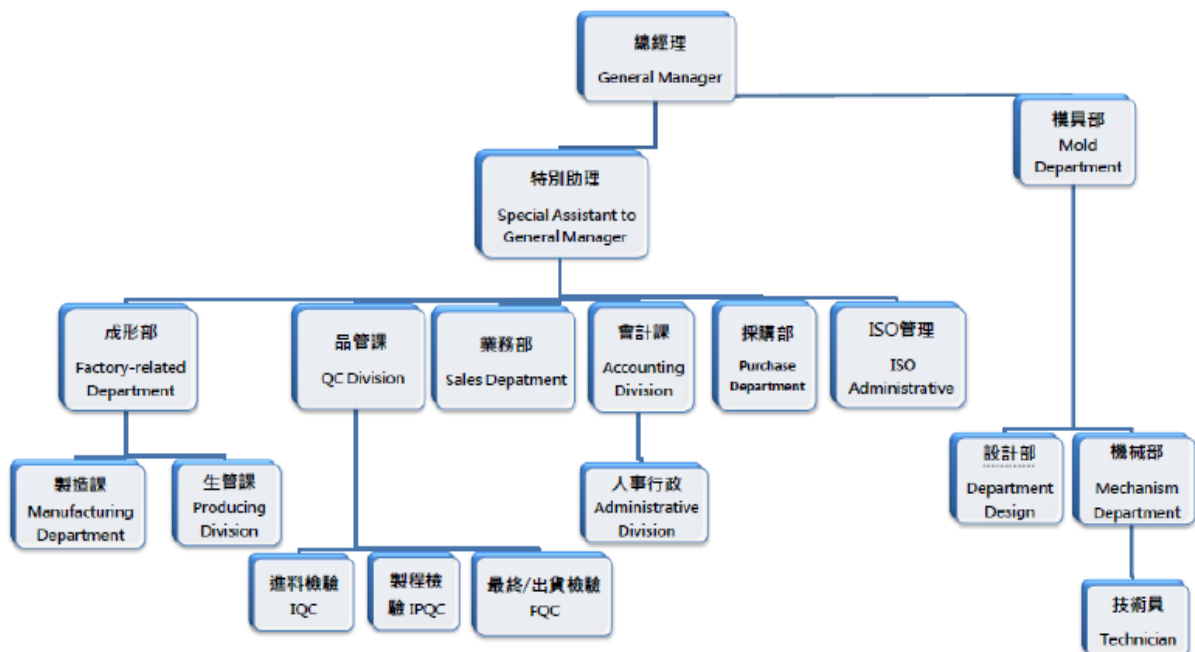 總經理
General Manager
模具部
Mold
Department
特別助理
Special Assistant to
General Manager
成形部
Factory-related
Department
品管課
QC Division
業務部
Sales Depatment
會計課
Accounting
Division
採購部
Purchase
Department
ISO管理
ISO
Administrative
製造課
Manufacturing
Department
生管課
Producing
Division
人事行政
Administrative
Division
設計部
Department
Design
機械部
Mechanism
Department
進料檢驗
IQC
製程檢
驗 IPQC
最終/出貨檢驗
FQC
技術員
Technician